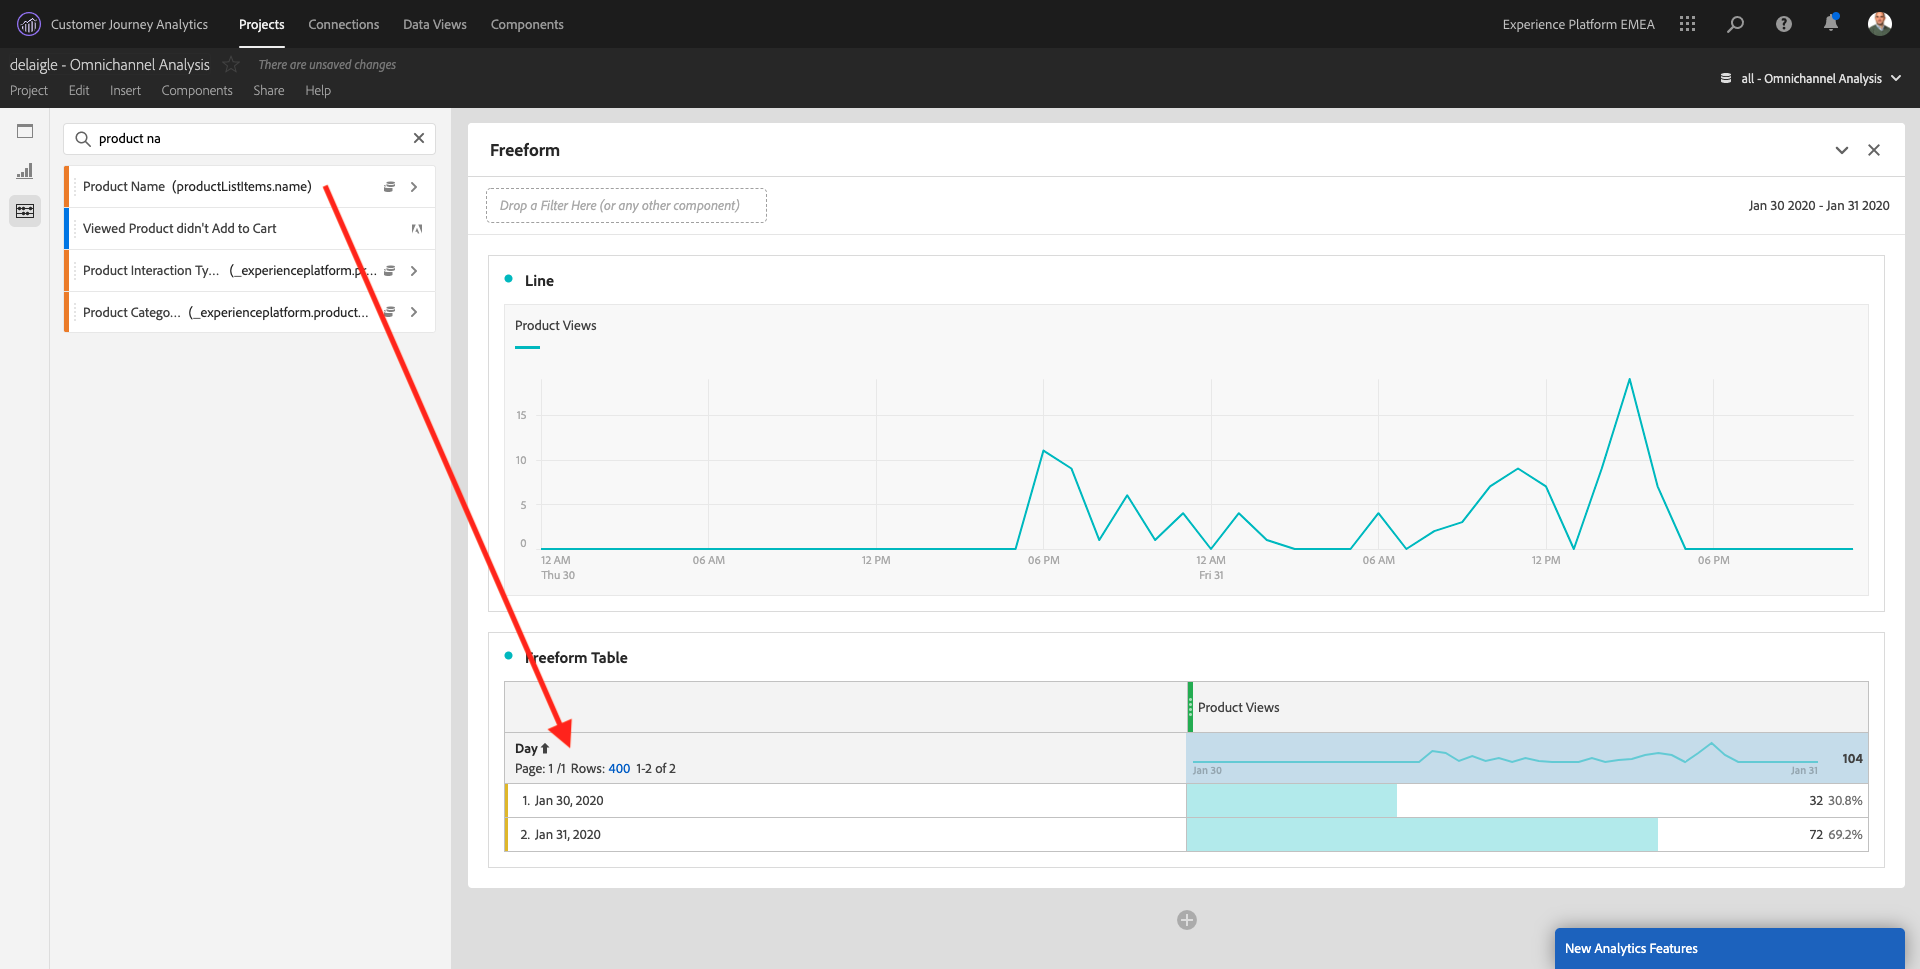 Customer Journey Analytics Projects Connections Data Views Components Experience Platform EMEA
delaigle - Omnichannel Analysis There are unsaved changes
all - Omnichannel Analysis
Project Edit Insert Components Share Help
product na
Product Name (productListItems.name)
Viewed Product didn't Add to Cart
Product Interaction Ty... (_experienceplatform.pr...
Product Catego... (_experienceplatform.product...
Freeform
Drop a Filter Here (or any other component)
Jan 30 2020 - Jan 31 2020
Line
Product Views
15
10
5
0
12 AM 06 AM 12 PM 06 PM 12 AM 06 AM 12 PM 06 PM
Thu 30 Fri 31
Freeform Table
Product Views
Day
Page: 1 /1 Rows: 400 1-2 of 2
Jan 30 Jan 31
104
1. Jan 30, 2020 32 30.8%
2. Jan 31, 2020 72 69.2%
New Analytics Features